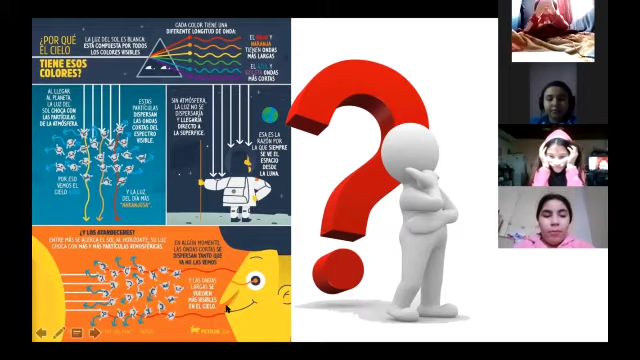 ¿POR QUÉ
EL CIELO
TIENE ESOS
COLORES?
LA LUZ DEL SOL ES BLANCA:
ESTÁ COMPUESTA POR TODOS
LOS COLORES VISIBLES
CADA COLOR TIENE UNA
DIFERENTE LONGITUD DE ONDA:
EL ROJO Y
NARANJA
TIENEN ONDAS
MÁS LARGAS
EL AZUL Y
VIOLETA ONDAS
MÁS CORTAS
AL LLEGAR
AL PLANETA,
LA LUZ DEL
SOL CHOCA CON
LAS PARTÍCULAS
DE LA ATMÓSFERA.
ESTAS
PARTÍCULAS
DISPERSAN LAS
ONDAS CORTAS
DEL ESPECTRO
VISIBLE.
POR ESO
VEMOS EL
CIELO AZUL
Y LA LUZ
DEL DÍA MÁS
"NARANJOSA".
SIN ATMÓSFERA,
LA LUZ NO SE
DISPERSARÍA
Y LLEGARÍA
DIRECTO A
LA SUPERFICE.
ESA ES LA
RAZÓN POR
LA QUE SIEMPRE
SE VE EL
ESPACIO
DESDE
LA LUNA.
¿Y LOS ATARDECERES?
ENTRE MÁS SE ACERCA EL SOL AL HORIZONTE, SU LUZ
CHOCA CON MÁS Y MÁS PARTÍCULAS ATMOSFÉRICAS.
EN ALGÚN MOMENTO,
LAS ONDAS CORTAS SE
DISPERSAN TANTO QUE
YA NO LAS VEMOS
Y LAS ONDAS
LARGAS SE
VUELVEN MÁS
VISIBLES
EN EL CIELO.
PICTOLINE